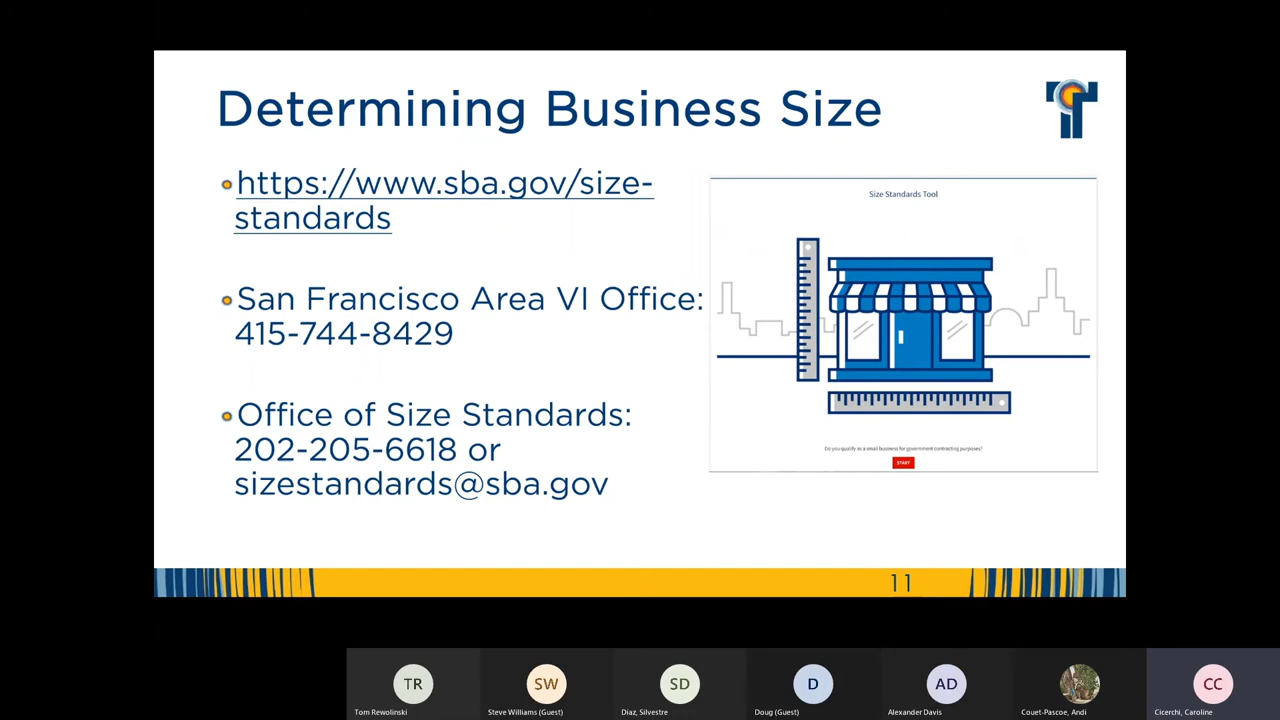 Determining Business Size
https://www.sba.gov/size-
standards
San Francisco Area VI Office:
415-744-8429
Office of Size Standards:
202-205-6618 or
sizestandards@sba.gov
Size Standards Tool
Do you qualify as a small business for government contracting purposes?
START
11
TR
Tom Rewolinski
SW
Steve Williams (Guest)
SD
Diaz, Silvestre
D
Doug (Guest)
AD
Alexander Davis
Couet-Pascoe, Andi
CC
Cicerchi, Caroline